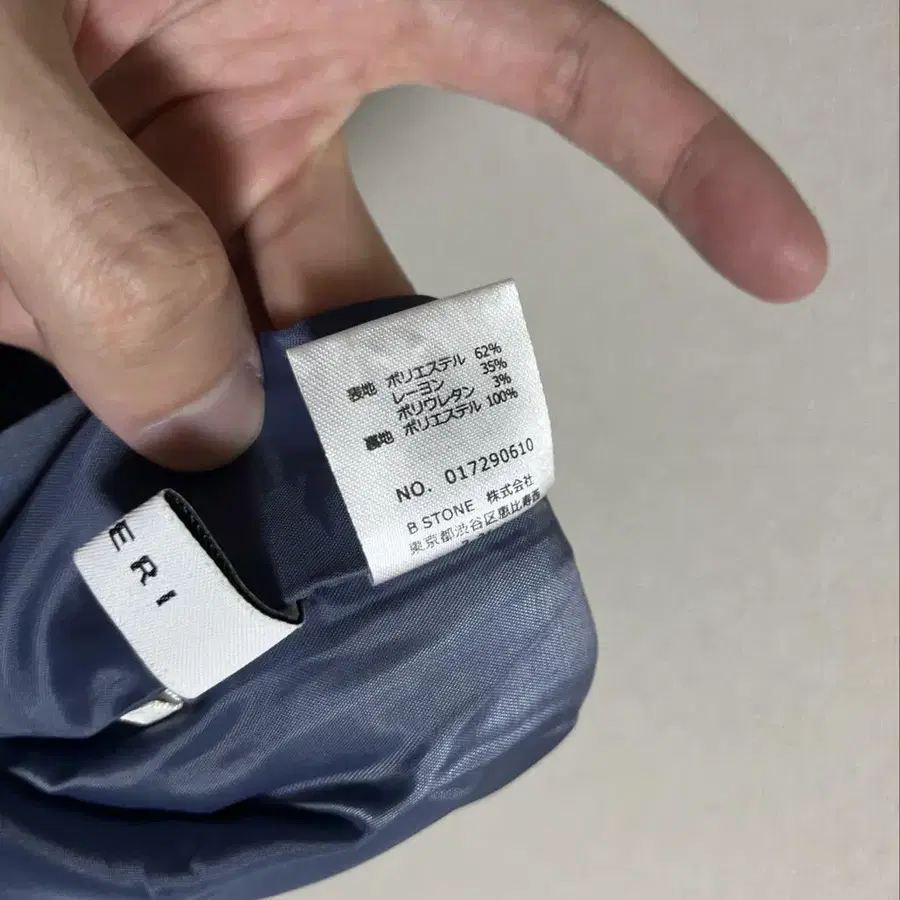 表地 ポリエステル 62%
レーヨン 35%
ポリウレタン 3%
裏地 ポリエステル 100%
NO. 017290610
B STONE 株式会社
東京都渋谷区恵比寿西
ERI